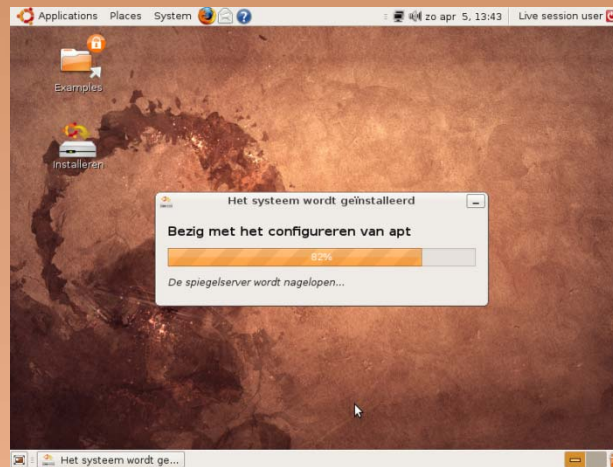 Applications Places System
zo apr 5, 13:43 Live session user
Examples
Installeren
Het systeem wordt geïnstalleerd
Bezig met het configureren van apt
82%
De spiegelserver wordt nagelopen...
Het systeem wordt ge...